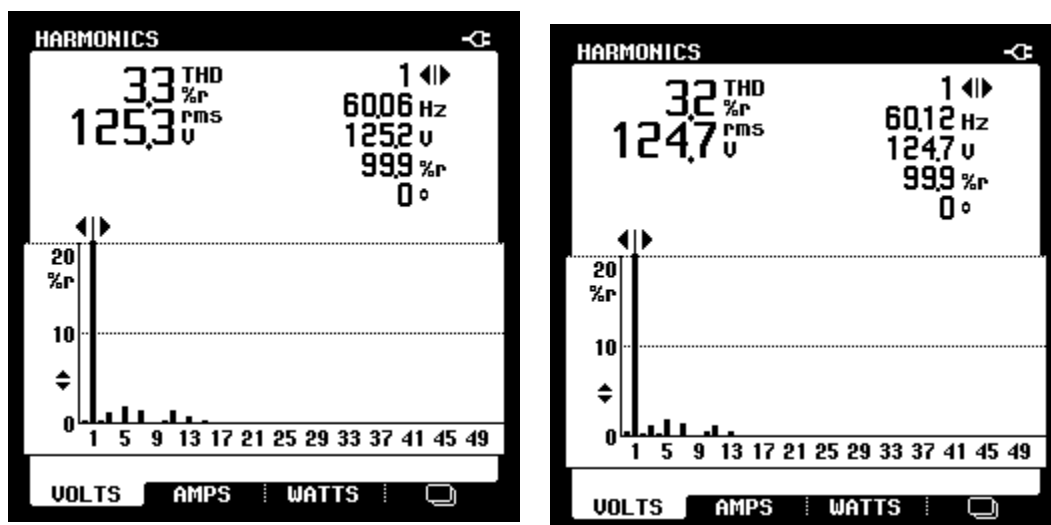 HARMONICS
3.3 THD %r
125.3 rms V
1
60.06 Hz
125.2 V
99.9 %r
0 °
20
%r
10
0
1 5 9 13 17 21 25 29 33 37 41 45 49
VOLTS AMPS WATTS
HARMONICS
3.2 THD %r
124.7 rms V
1
60.12 Hz
124.7 V
99.9 %r
0 °
20
%r
10
0
1 5 9 13 17 21 25 29 33 37 41 45 49
VOLTS AMPS WATTS